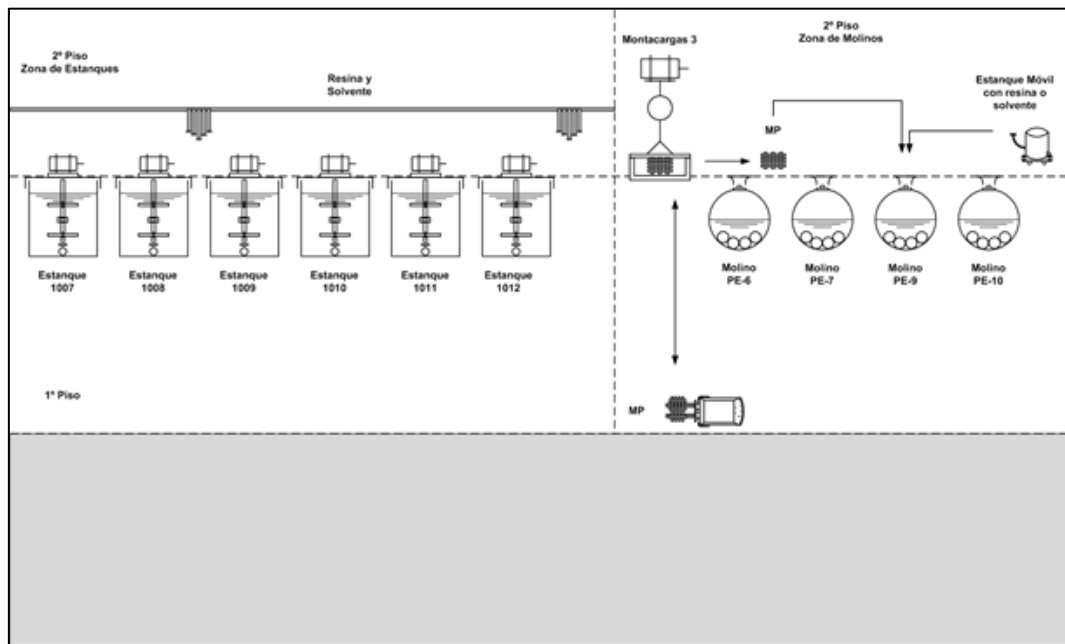 2º Piso
Zona de Estanques
Resina y
Solvente
Montacargas 3
2º Piso
Zona de Molinos
Estanque Móvil
con resina o
solvente
MP
Estanque
1007
Estanque
1008
Estanque
1009
Estanque
1010
Estanque
1011
Estanque
1012
Molino
PE-6
Molino
PE-7
Molino
PE-9
Molino
PE-10
1º Piso
MP